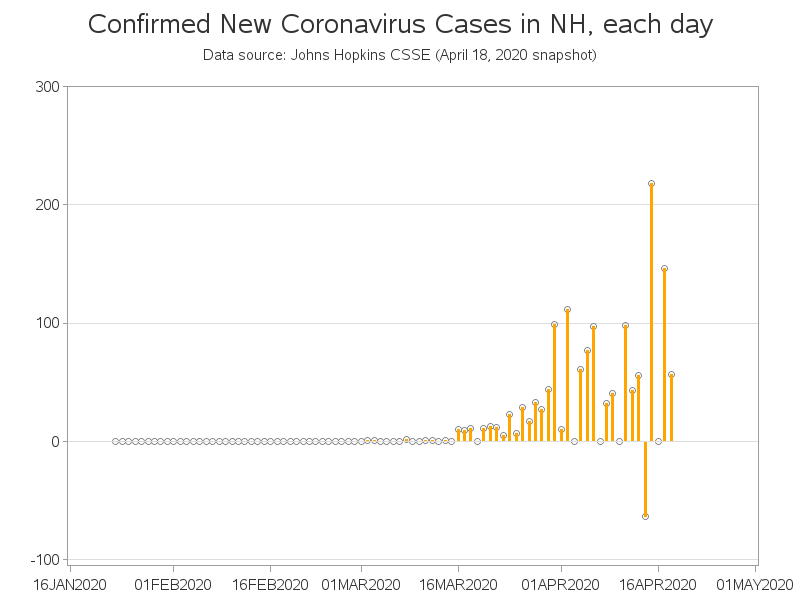 Confirmed New Coronavirus Cases in NH, each day
Data source: Johns Hopkins CSSE (April 18, 2020 snapshot)
300
200
100
0
-100
16JAN2020 01FEB2020 16FEB2020 01MAR2020 16MAR2020 01APR2020 16APR2020 01MAY2020